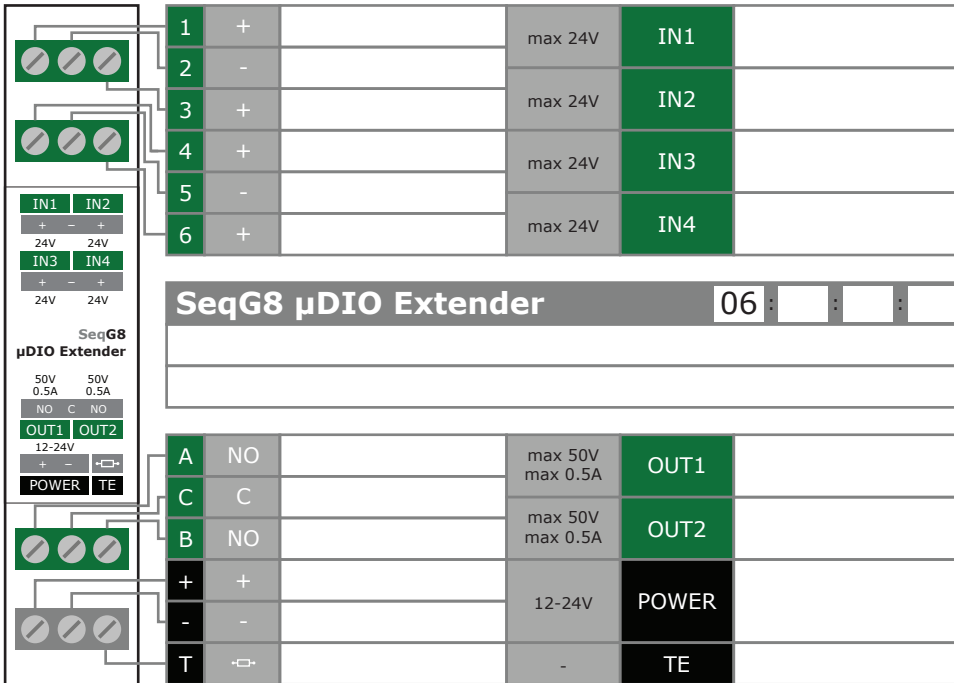 IN1 IN2
+ – +
24V 24V
IN3 IN4
+ – +
24V 24V
SeqG8
µDIO Extender
50V 50V
0.5A 0.5A
NO C NO
OUT1 OUT2
12-24V
+ –
POWER TE
1 + max 24V IN1
2 -
3 + max 24V IN2
4 + max 24V IN3
5 -
6 + max 24V IN4
SeqG8 µDIO Extender 06 : : :
A NO max 50V OUT1
max 0.5A
C C
B NO max 50V OUT2
max 0.5A
+ + 12-24V POWER
- -
T - TE